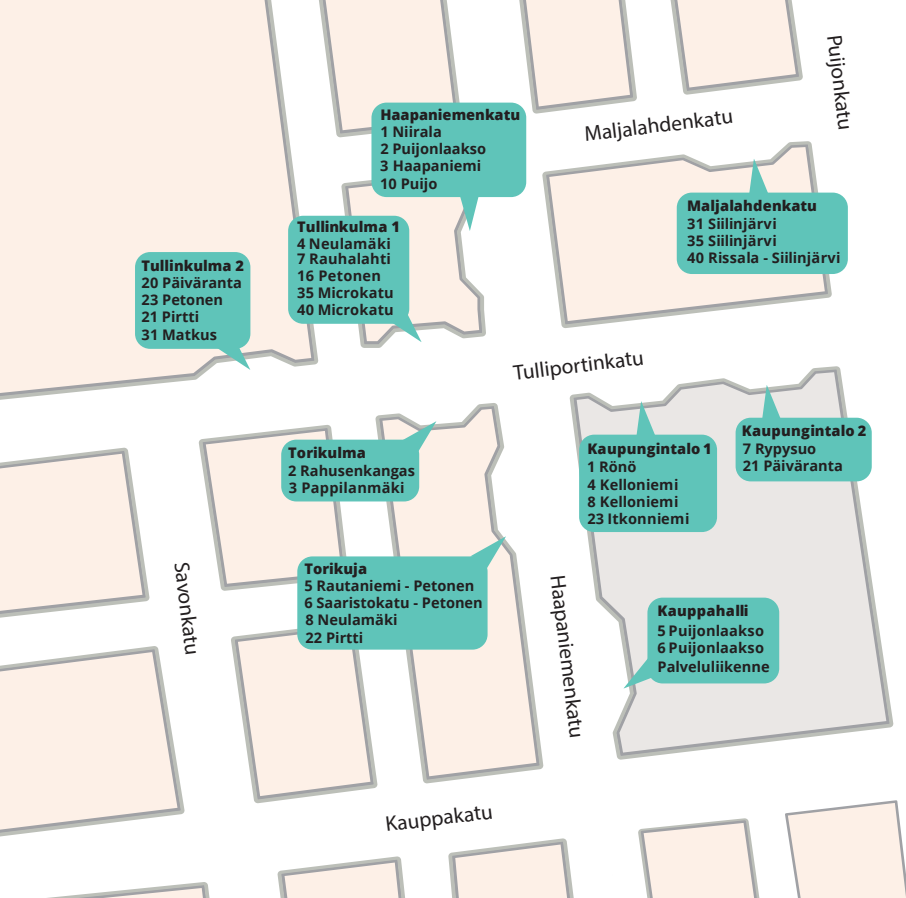 Puijonkatu
Maljalahdenkatu
Haapaniemenkatu
1 Niirala
2 Puijonlaakso
3 Haapaniemi
10 Puijo
Maljalahdenkatu
31 Siilinjärvi
35 Siilinjärvi
40 Rissala - Siilinjärvi
Tullinkulma 1
4 Neulamäki
7 Rauhalahti
16 Petonen
35 Microkatu
40 Microkatu
Tullinkulma 2
20 Päiväranta
23 Petonen
21 Pirtti
31 Matkus
Tulliportinkatu
Torikulma
2 Rahusenkangas
3 Pappilanmäki
Kaupungintalo 1
1 Rönö
4 Kelloniemi
8 Kelloniemi
23 Itkonniemi
Kaupungintalo 2
7 Rypysuo
21 Päiväranta
Savonkatu
Torikuja
5 Rautaniemi - Petonen
6 Saaristokatu - Petonen
8 Neulamäki
22 Pirtti
Haapaniemenkatu
Kauppahalli
5 Puijonlaakso
6 Puijonlaakso
Palveluliikenne
Kauppakatu